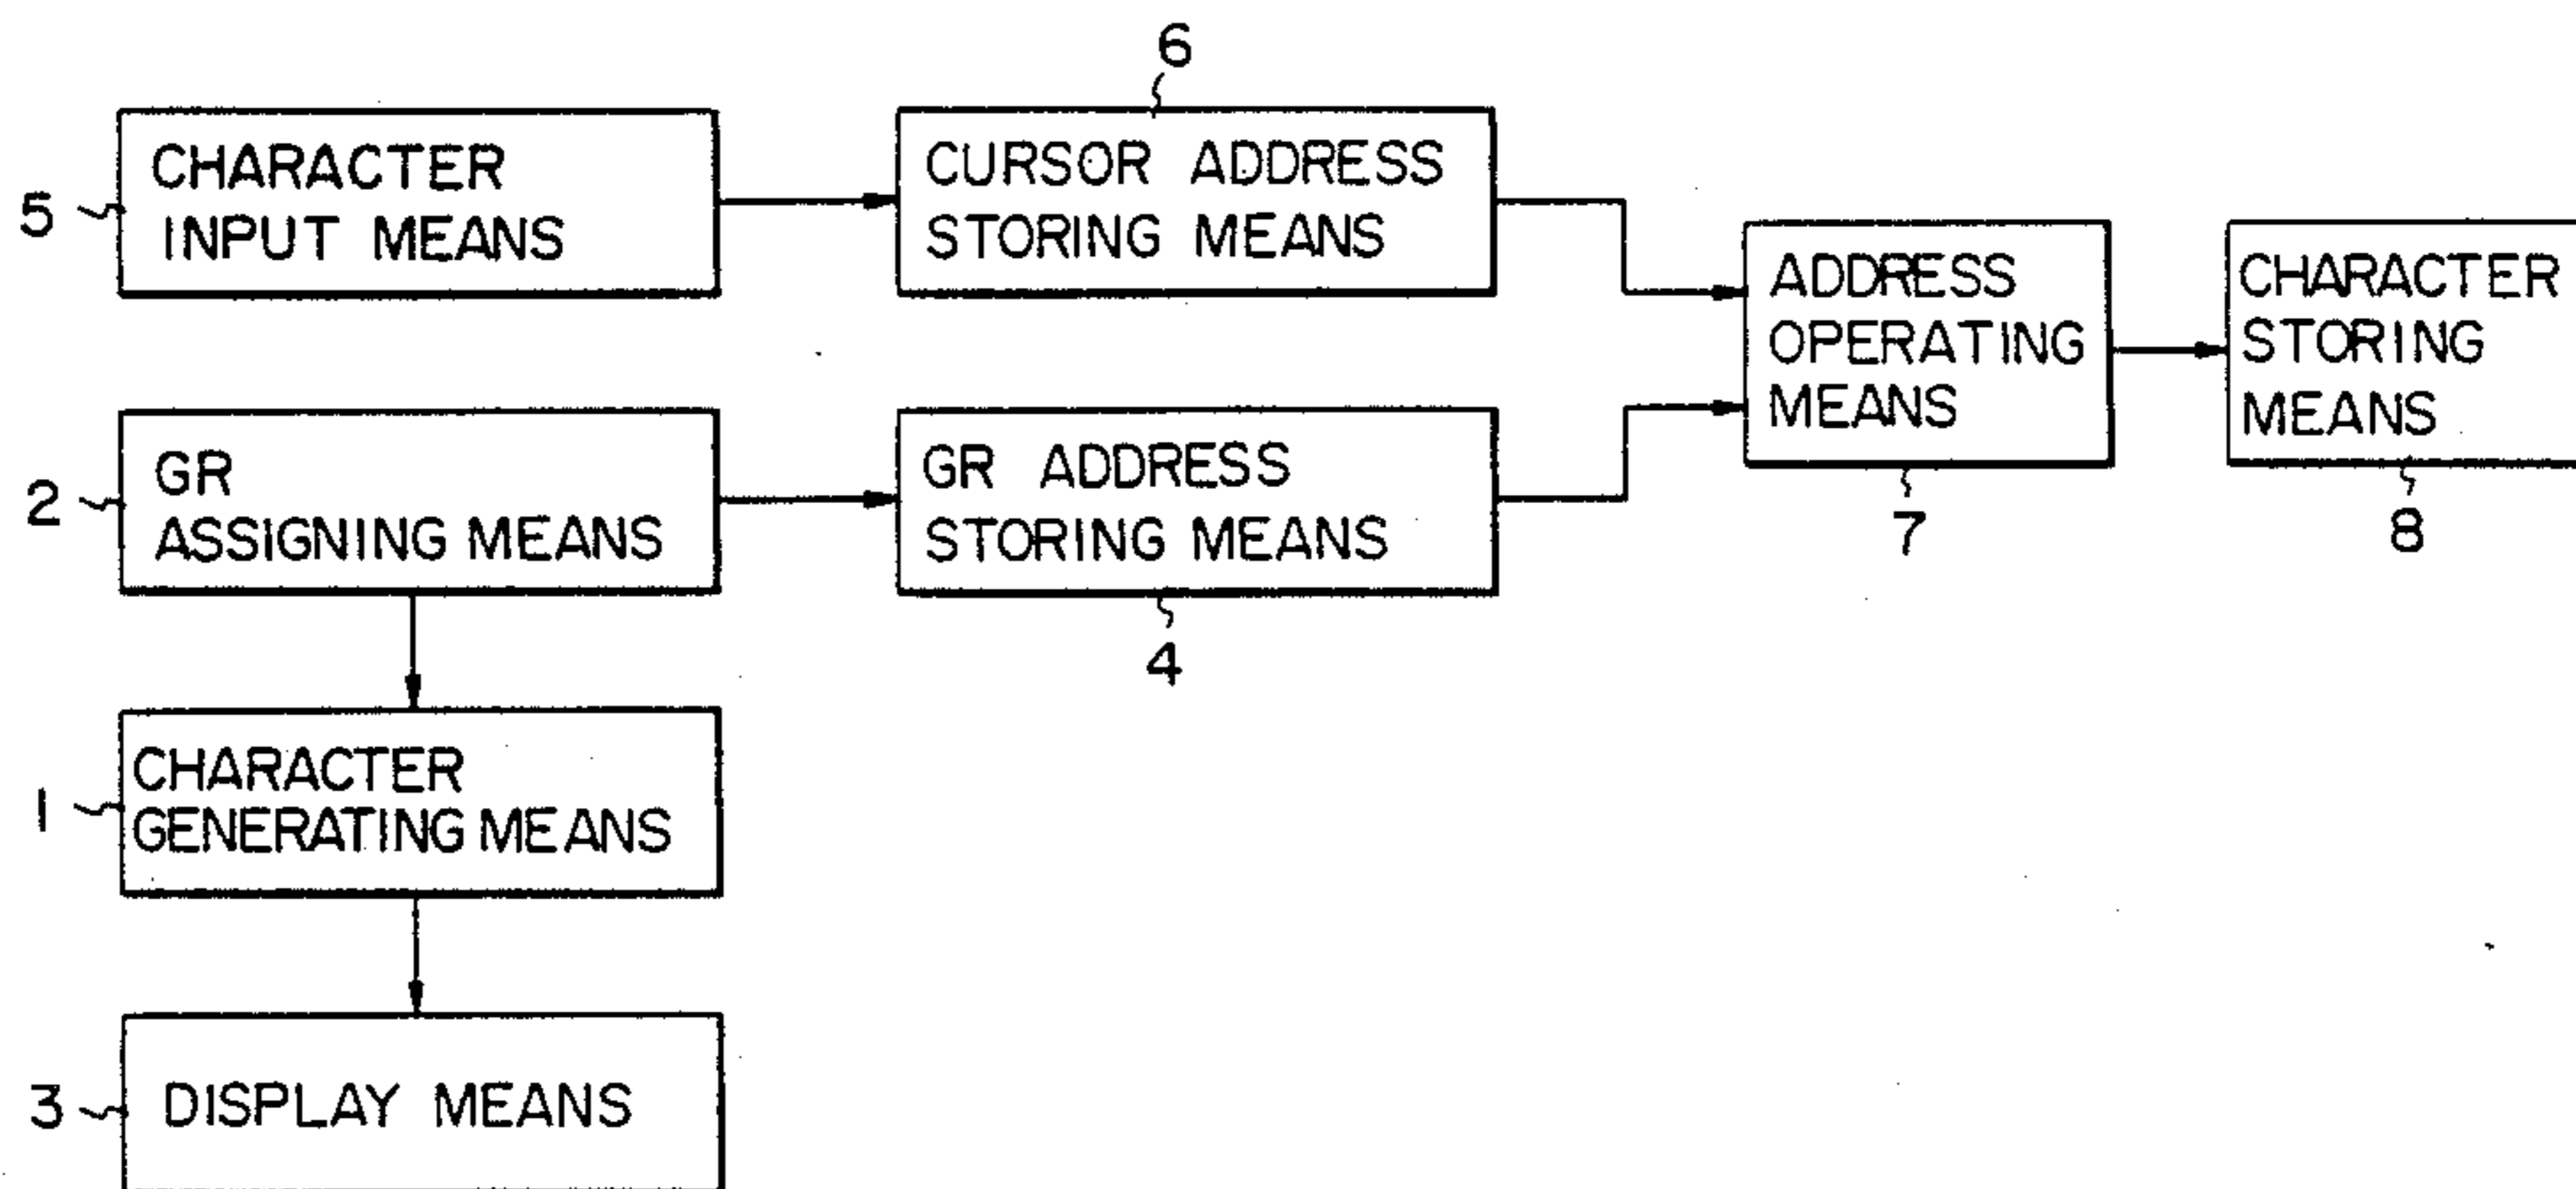 6
CHARACTER
INPUT MEANS
5
CURSOR ADDRESS
STORING MEANS
ADDRESS
OPERATING
MEANS
7
CHARACTER
STORING
MEANS
8
GR
ASSIGNING MEANS
2
GR ADDRESS
STORING MEANS
4
CHARACTER
GENERATING MEANS
1
DISPLAY MEANS
3